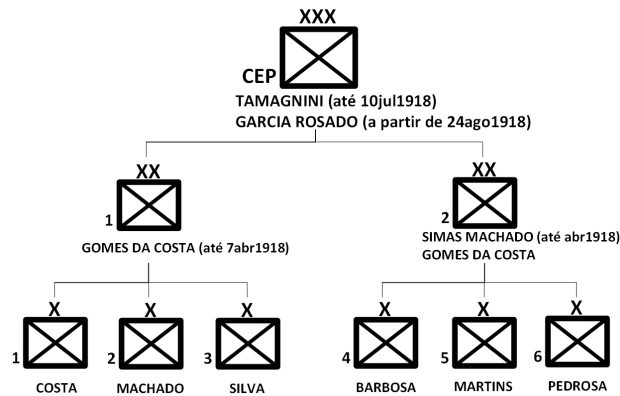 XXX
CEP
TAMAGNINI (até 10jul1918)
GARCIA ROSADO (a partir de 24ago1918)
XX
XX
1
2
GOMES DA COSTA (até 7abr1918)
SIMAS MACHADO (até abr1918)
GOMES DA COSTA
X
X
X
X
X
X
1
2
3
4
5
6
COSTA
MACHADO
SILVA
BARBOSA
MARTINS
PEDROSA